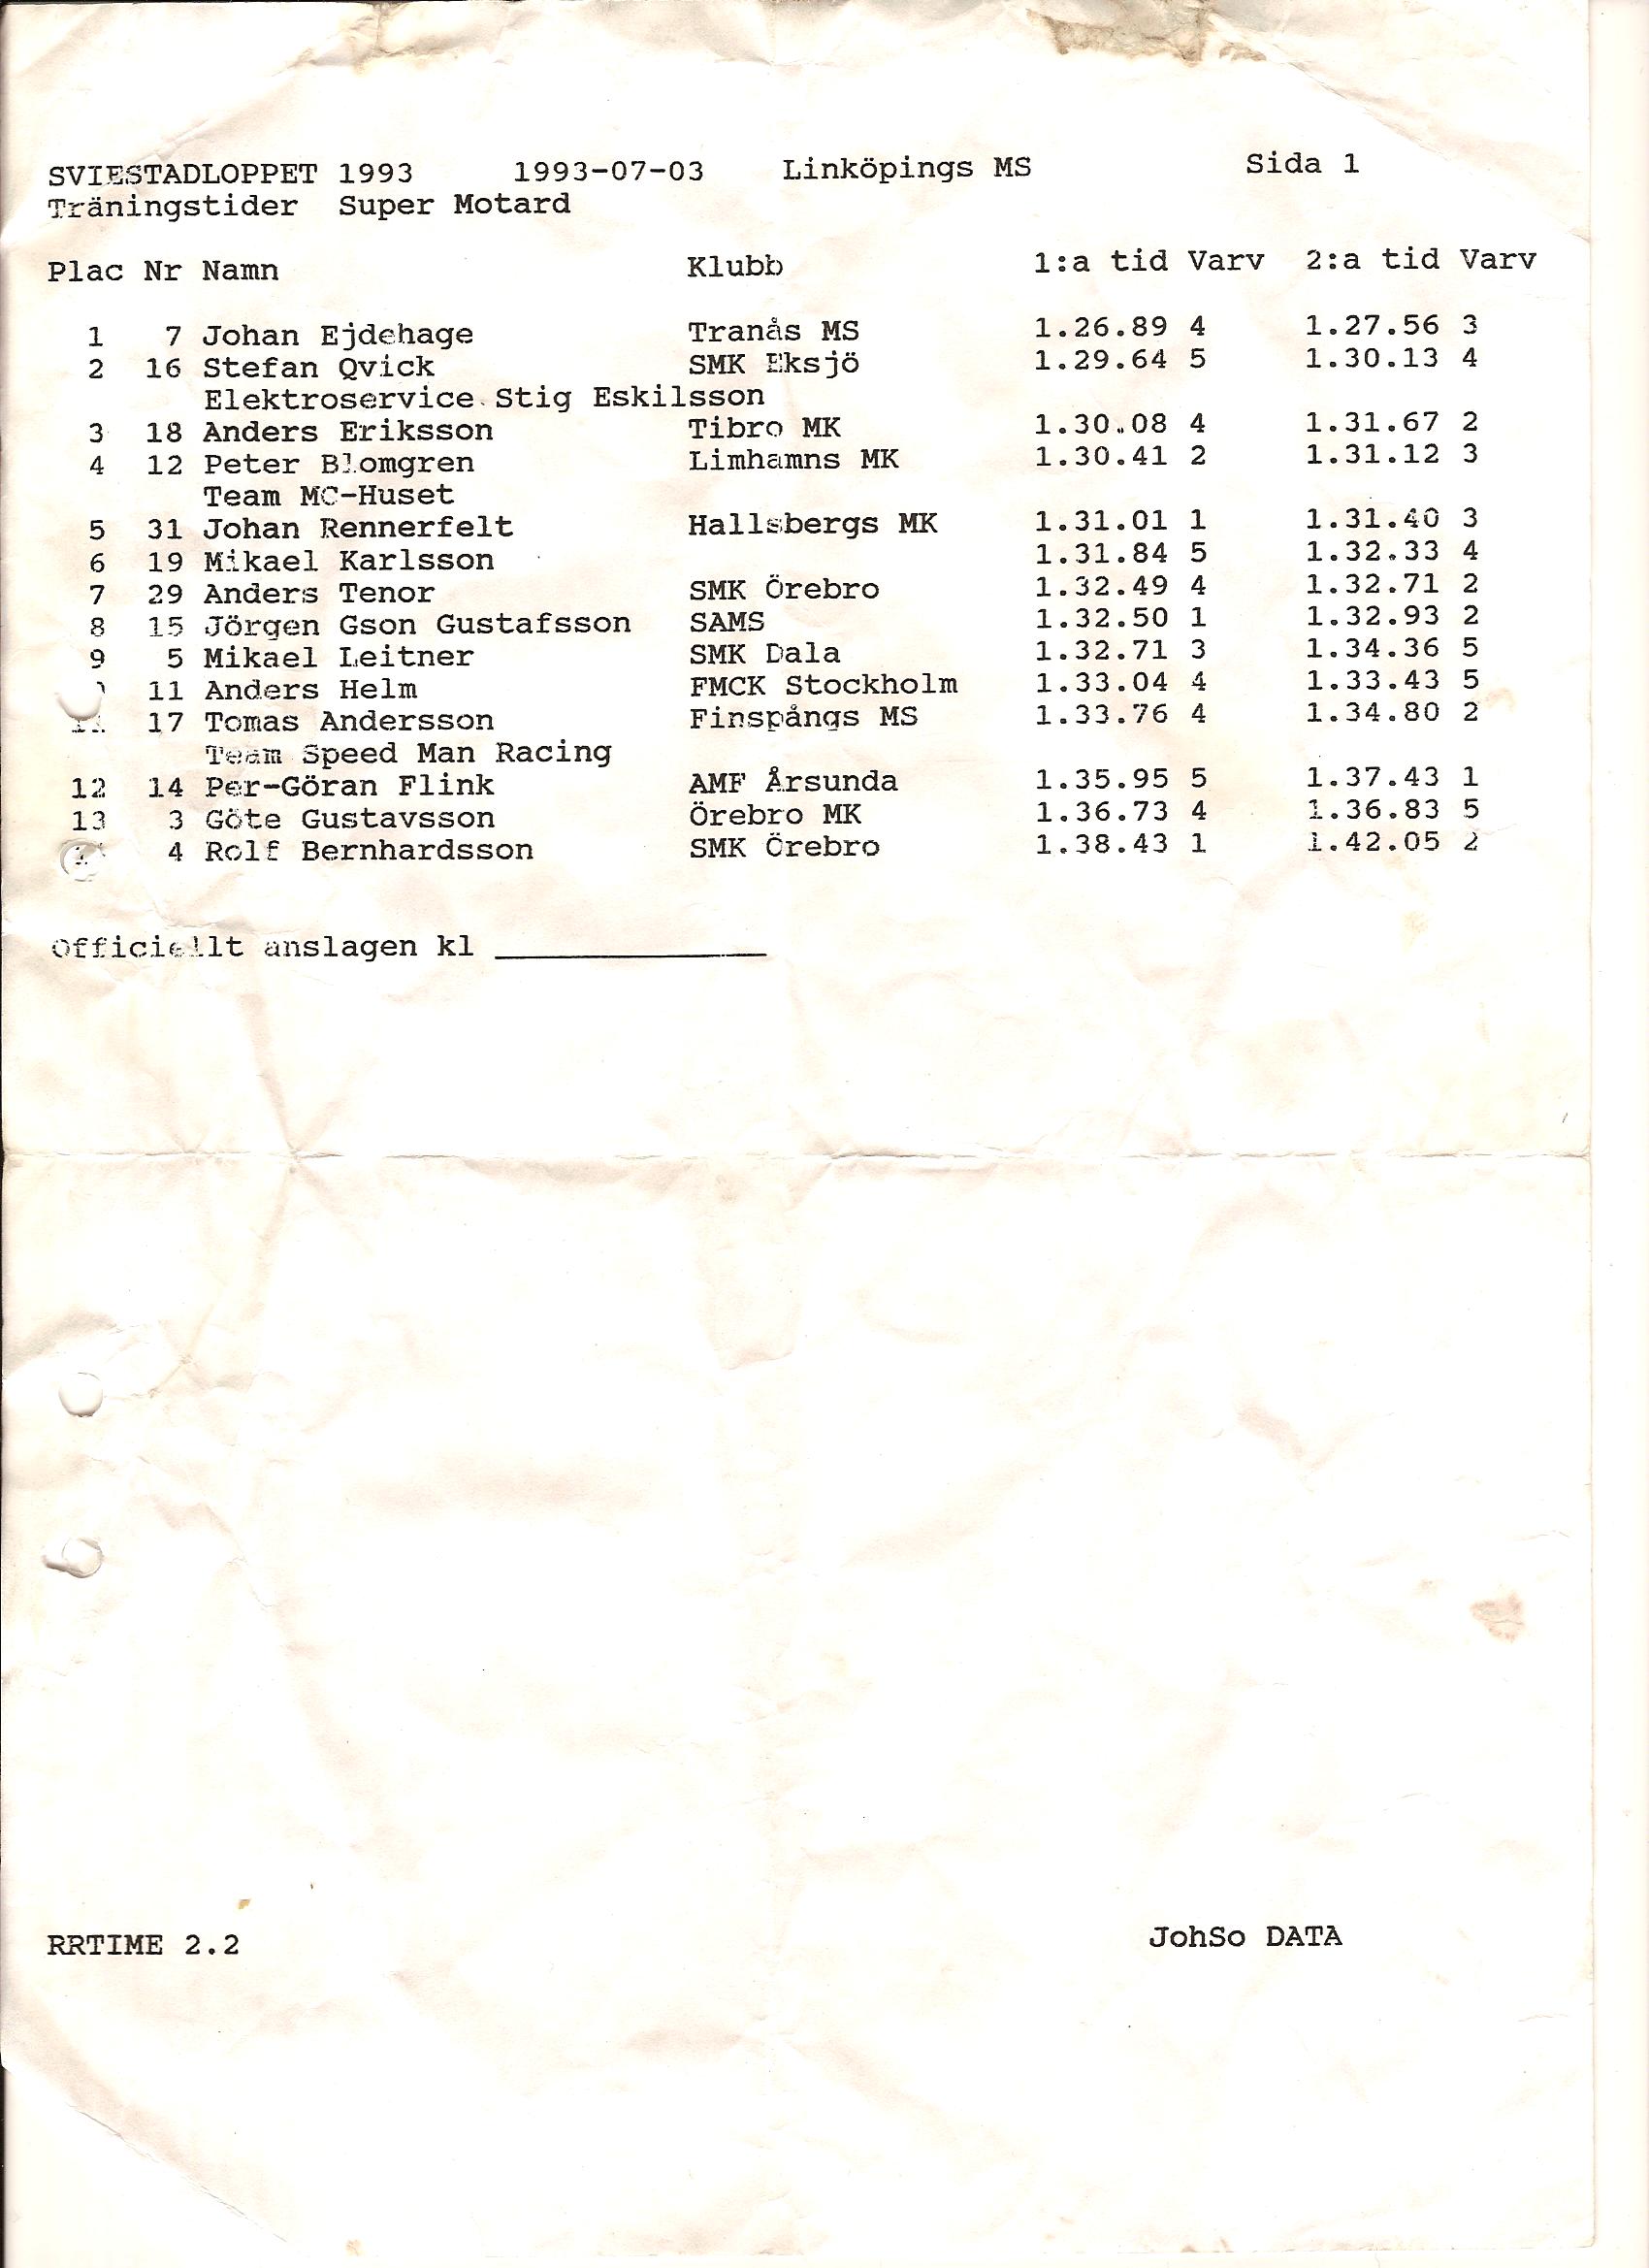 SVIESTADLOPPET 1993 1993-07-03 Linköpings MS Sida 1
Träningstider Super Motard
Plac Nr Namn Klubb 1:a tid Varv 2:a tid Varv
1 7 Johan Ejdehage Tranås MS 1.26.89 4 1.27.56 3
2 16 Stefan Qvick SMK Eksjö 1.29.64 5 1.30.13 4
Elektroservice Stig Eskilsson
3 18 Anders Eriksson Tibro MK 1.30.08 4 1.31.67 2
4 12 Peter Blomgren Limhamns MK 1.30.41 2 1.31.12 3
Team MC-Huset
5 31 Johan Rennerfelt Hallsbergs MK 1.31.01 1 1.31.40 3
6 19 Mikael Karlsson 1.31.84 5 1.32.33 4
7 29 Anders Tenor SMK Örebro 1.32.49 4 1.32.71 2
8 15 Jörgen Gson Gustafsson SAMS 1.32.50 1 1.32.93 2
9 5 Mikael Leitner SMK Dala 1.32.71 3 1.34.36 5
11 Anders Helm FMCK Stockholm 1.33.04 4 1.33.43 5
17 Tomas Andersson Finspångs MS 1.33.76 4 1.34.80 2
Team Speed Man Racing
12 14 Per-Göran Flink AMF Årsunda 1.35.95 5 1.37.43 1
13 3 Göte Gustavsson Örebro MK 1.36.73 4 1.36.83 5
4 Rolf Bernhardsson SMK Örebro 1.38.43 1 1.42.05 2
Officiellt anslagen kl
RRTIME 2.2 JohSo DATA